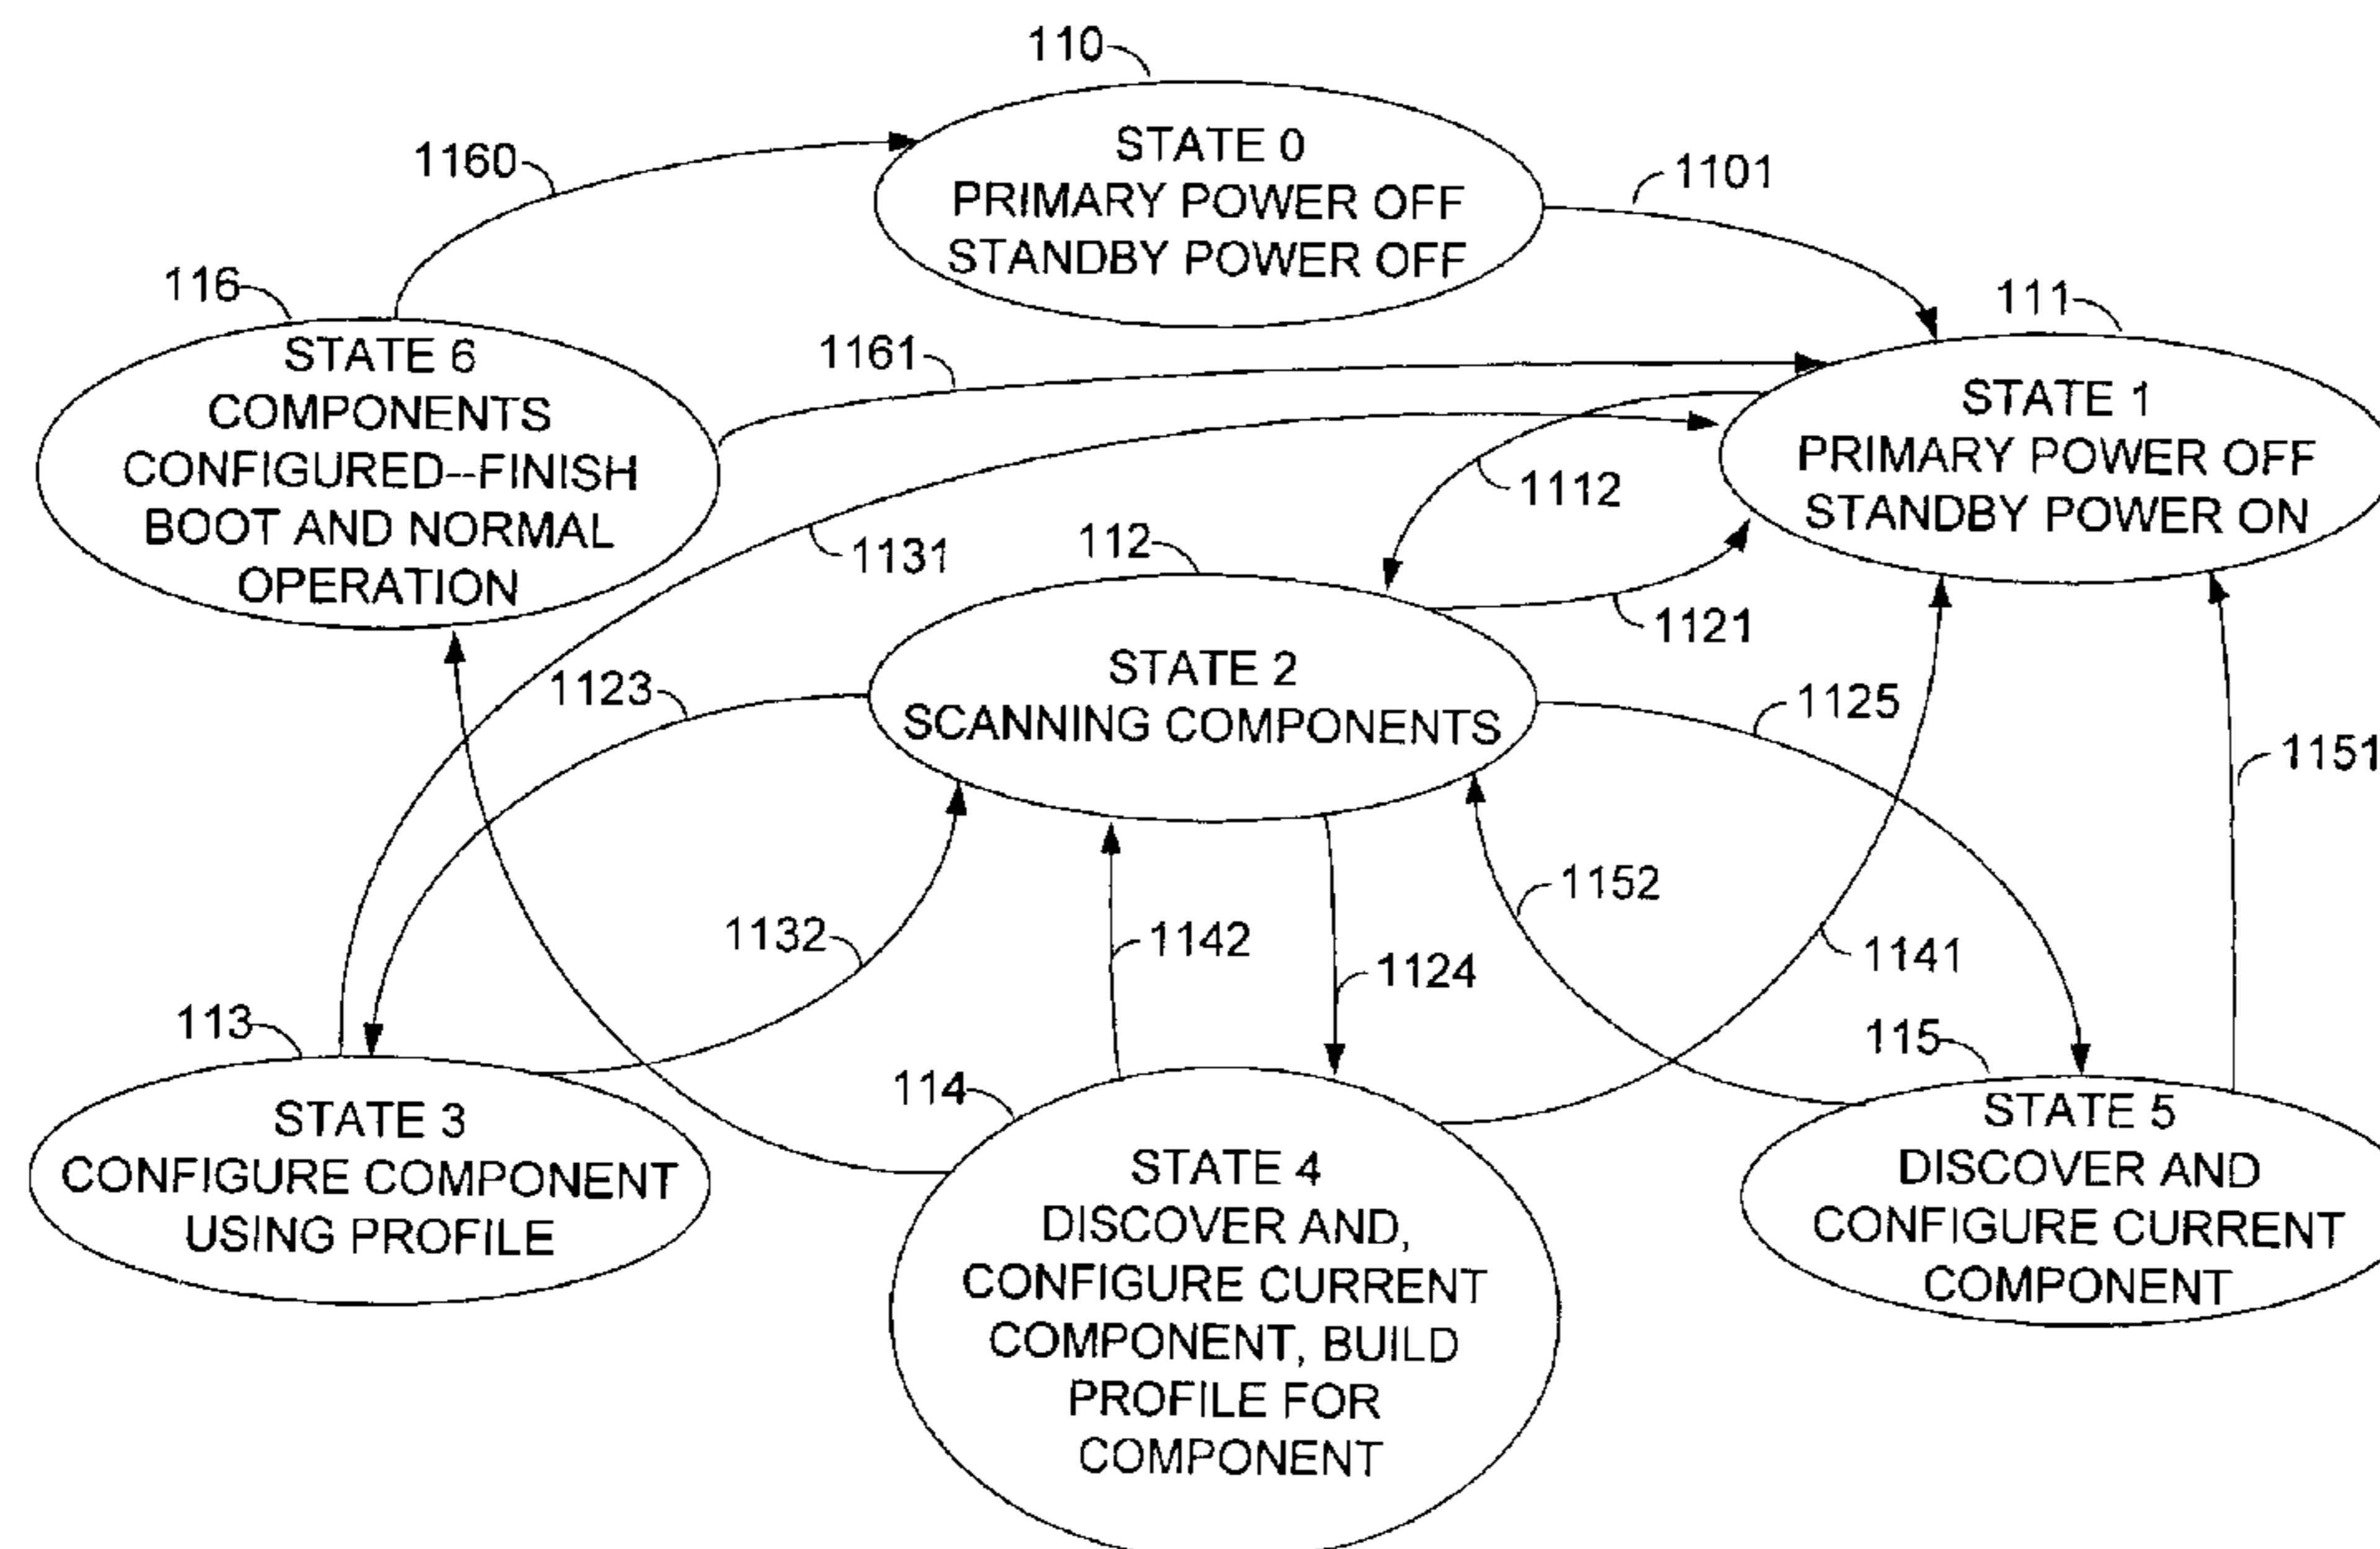 110
STATE 0
PRIMARY POWER OFF
STANDBY POWER OFF
1160
1101
116
STATE 6
COMPONENTS
CONFIGURED--FINISH
BOOT AND NORMAL
OPERATION
1161
111
STATE 1
PRIMARY POWER OFF
STANDBY POWER ON
1131
1112
1121
112
STATE 2
SCANNING COMPONENTS
1123
1125
1151
1132
1142
1124
1152
1141
113
STATE 3
CONFIGURE COMPONENT
USING PROFILE
114
STATE 4
DISCOVER AND,
CONFIGURE CURRENT
COMPONENT, BUILD
PROFILE FOR
COMPONENT
115
STATE 5
DISCOVER AND
CONFIGURE CURRENT
COMPONENT